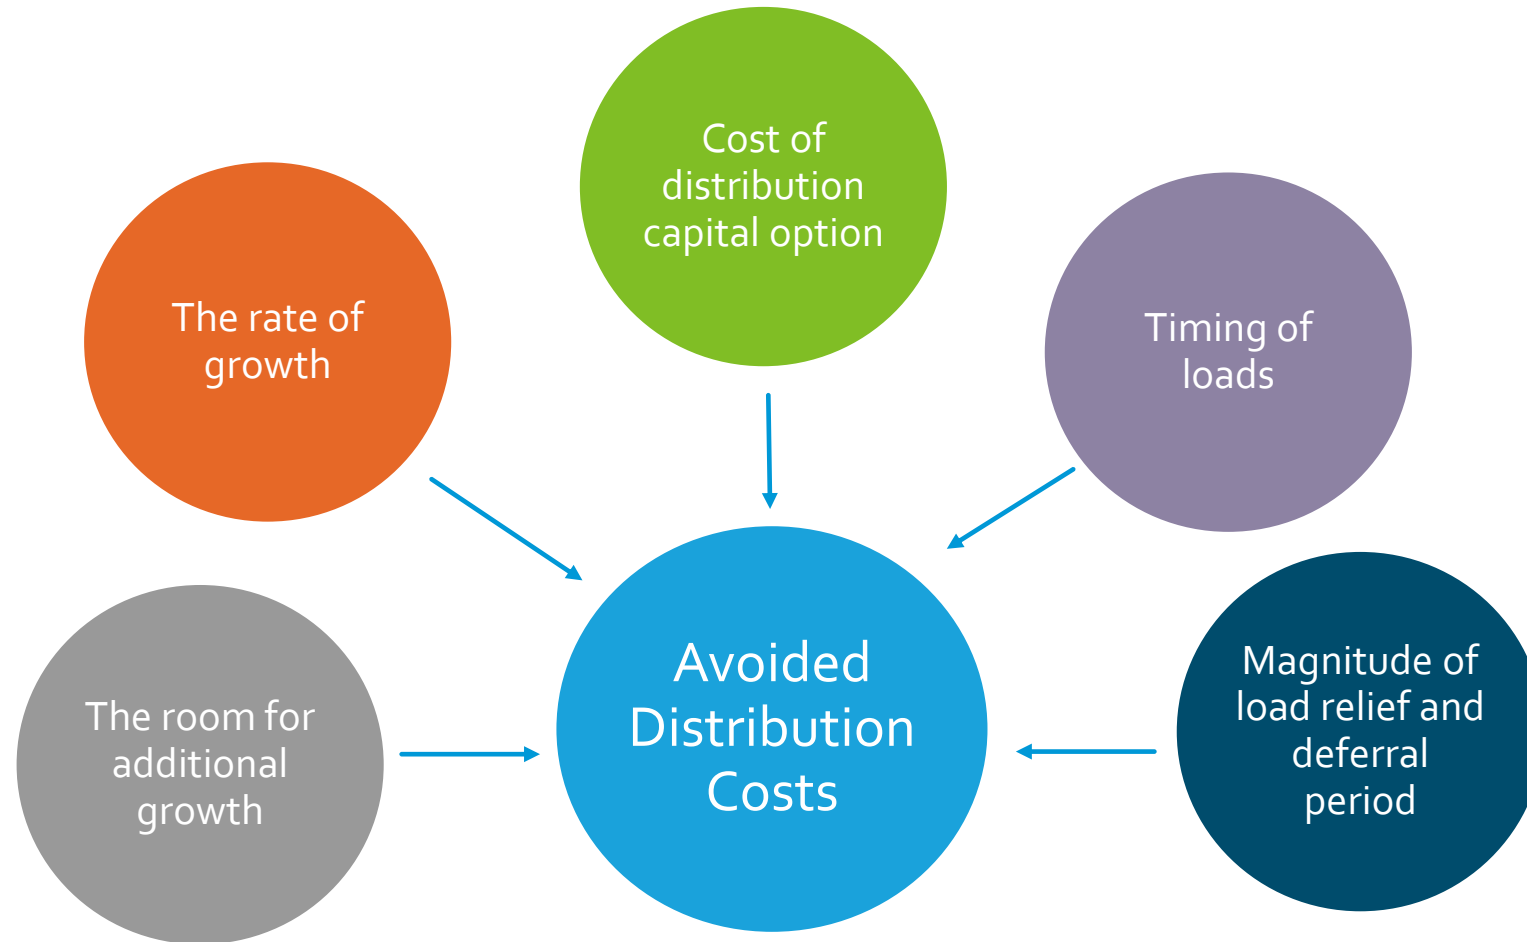 Cost of
distribution
capital option
The rate of
growth
Timing of
loads
The room for
additional
growth
Avoided
Distribution
Costs
Magnitude of
load relief and
deferral
period